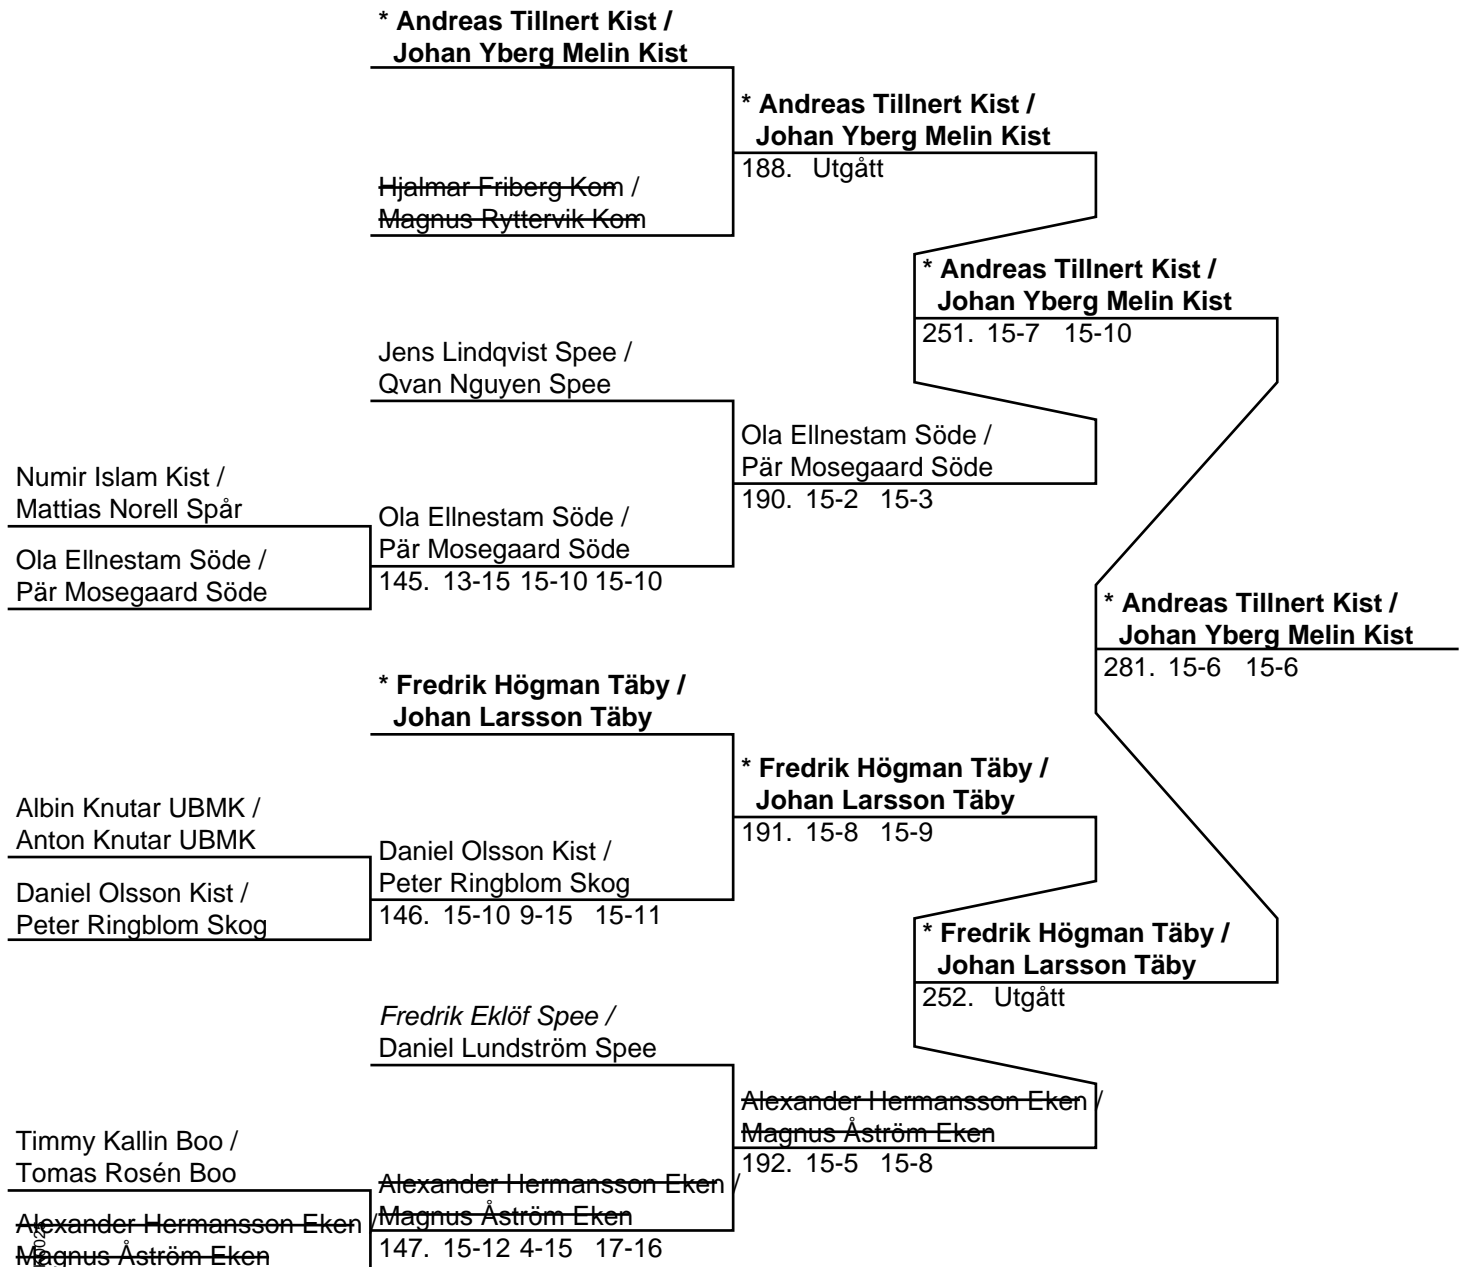 * Andreas Tillnert Kist /
Johan Yberg Melin Kist
* Andreas Tillnert Kist /
Johan Yberg Melin Kist
188. Utgått
Hjalmar Friberg Kom /
Magnus Ryttervik Kom
* Andreas Tillnert Kist /
Johan Yberg Melin Kist
251. 15-7 15-10
Jens Lindqvist Spee /
Qvan Nguyen Spee
Ola Ellnestam Söde /
Pär Mosegaard Söde
190. 15-2 15-3
Numir Islam Kist /
Mattias Norell Spår
Ola Ellnestam Söde /
Pär Mosegaard Söde
145. 13-15 15-10 15-10
Ola Ellnestam Söde /
Pär Mosegaard Söde
* Andreas Tillnert Kist /
Johan Yberg Melin Kist
281. 15-6 15-6
* Fredrik Högman Täby /
Johan Larsson Täby
* Fredrik Högman Täby /
Johan Larsson Täby
191. 15-8 15-9
Albin Knutar UBMK /
Anton Knutar UBMK
Daniel Olsson Kist /
Peter Ringblom Skog
146. 15-10 9-15 15-11
Daniel Olsson Kist /
Peter Ringblom Skog
* Fredrik Högman Täby /
Johan Larsson Täby
252. Utgått
Fredrik Eklöf Spee /
Daniel Lundström Spee
Alexander Hermansson Eken /
Magnus Åström Eken
192. 15-5 15-8
Timmy Kallin Boo /
Tomas Rosén Boo
Alexander Hermansson Eken /
Magnus Åström Eken
147. 15-12 4-15 17-16
Alexander Hermansson Eken /
Magnus Åström Eken